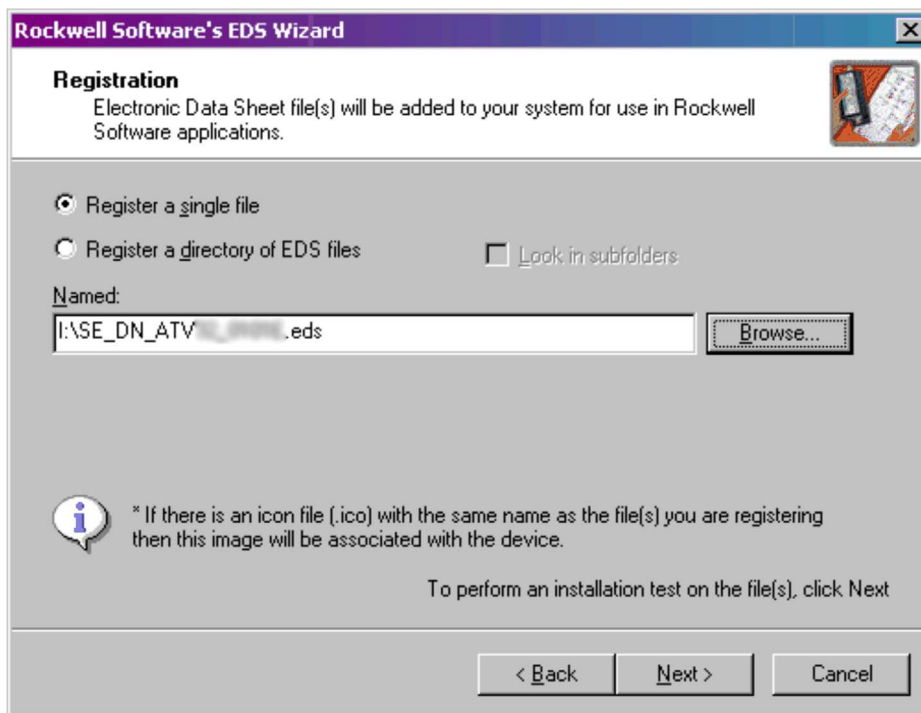 Rockwell Software's EDS Wizard
Registration
Electronic Data Sheet file(s) will be added to your system for use in Rockwell
Software applications.
Register a single file
Register a directory of EDS files
Look in subfolders
Named:
I:\SE_DN_ATV .eds
Browse...
* If there is an icon file (.ico) with the same name as the file(s) you are registering
then this image will be associated with the device.
To perform an installation test on the file(s), click Next
< Back
Next >
Cancel